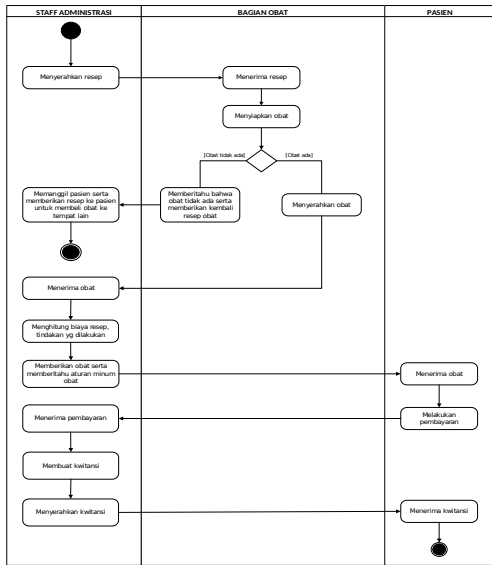 STAFF ADMINISTRASI
BAGIAN OBAT
PASIEN
Menyerahkan resep
Menerima resep
Menyiapkan obat
[Obat tidak ada]
[Obat ada]
Memanggil pasien serta
memberikan resep ke pasien
untuk membeli obat ke
tempat lain
Memberitahu bahwa
obat tidak ada serta
memberikan kembali
resep obat
Menyerahkan obat
Menerima obat
Menghitung biaya resep,
tindakan yg dilakukan
Memberikan obat serta
memberitahu aturan minum
obat
Menerima obat
Menerima pembayaran
Melakukan
pembayaran
Membuat kwitansi
Menyerahkan kwitansi
Menerima kwitansi